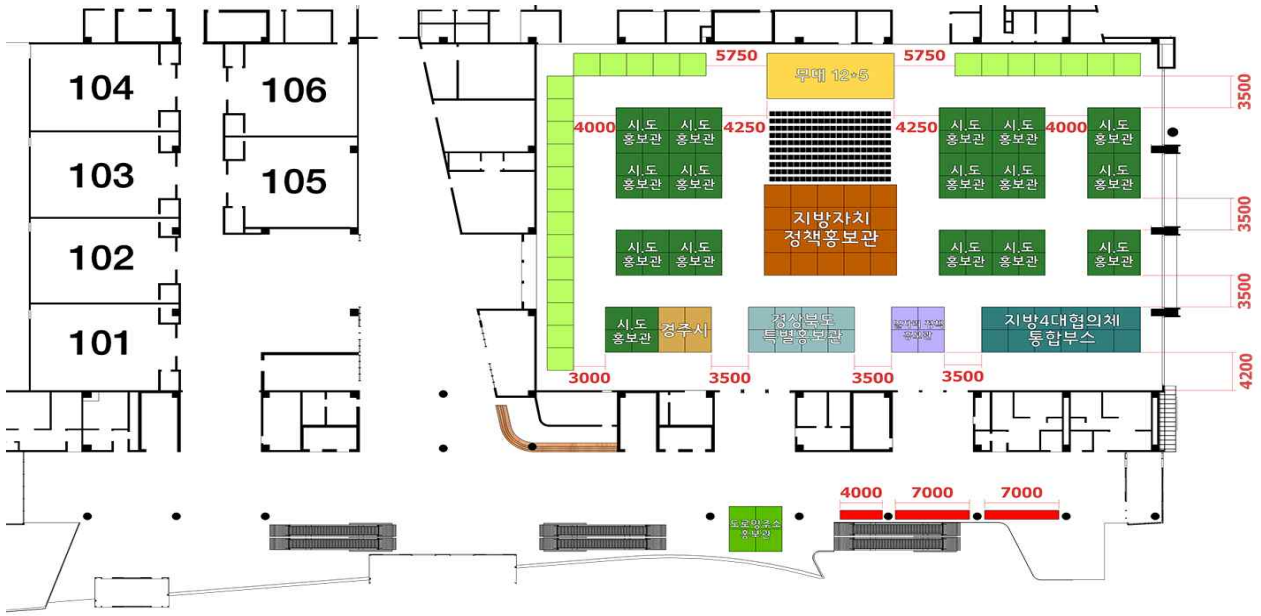 5750
5750
무대 12*5
104
106
3500
4000
시.도
홍보관
시.도
홍보관
4250
4250
시.도
홍보관
시.도
홍보관
4000
시.도
홍보관
시.도
홍보관
시.도
홍보관
시.도
홍보관
시.도
홍보관
시.도
홍보관
103
105
지방자치
정책홍보관
3500
시.도
홍보관
시.도
홍보관
시.도
홍보관
시.도
홍보관
시.도
홍보관
102
3500
101
시.도
홍보관
경주시
경상북도
특별홍보관
홍보관
지방4대협의체
통합부스
3000
3500
3500
3500
4200
4000
7000
7000
도로명주소
홍보관